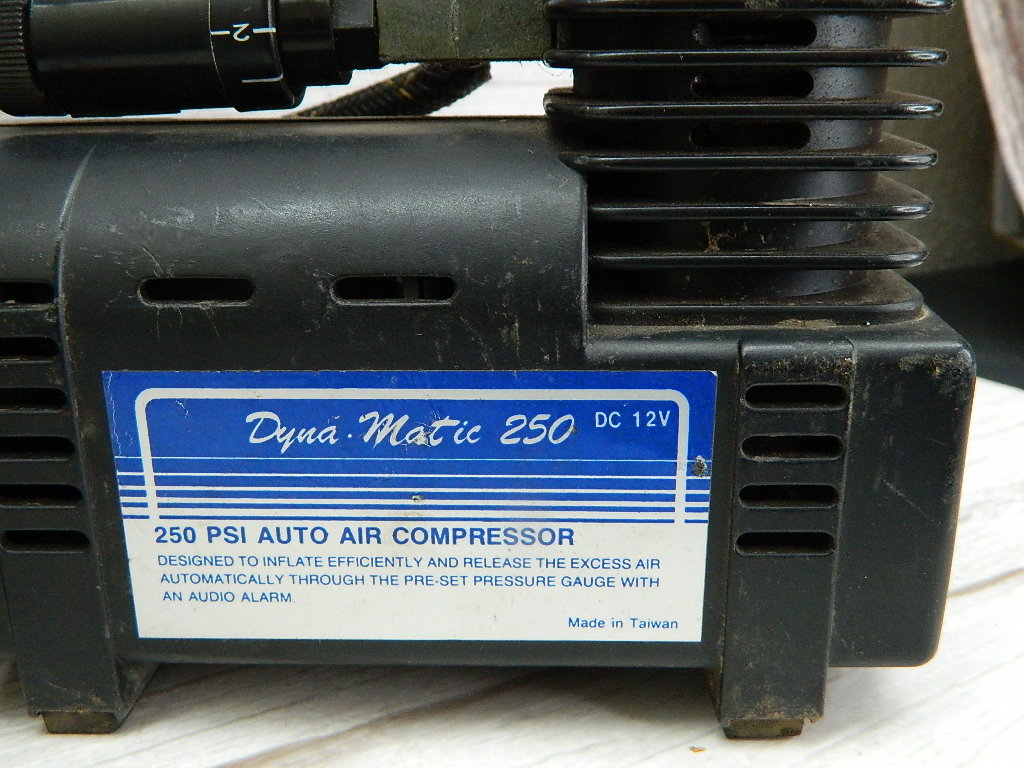 2
Dyna·Matic 250 DC 12V
250 PSI AUTO AIR COMPRESSOR
DESIGNED TO INFLATE EFFICIENTLY AND RELEASE THE EXCESS AIR
AUTOMATICALLY THROUGH THE PRE-SET PRESSURE GAUGE WITH
AN AUDIO ALARM.
Made in Taiwan